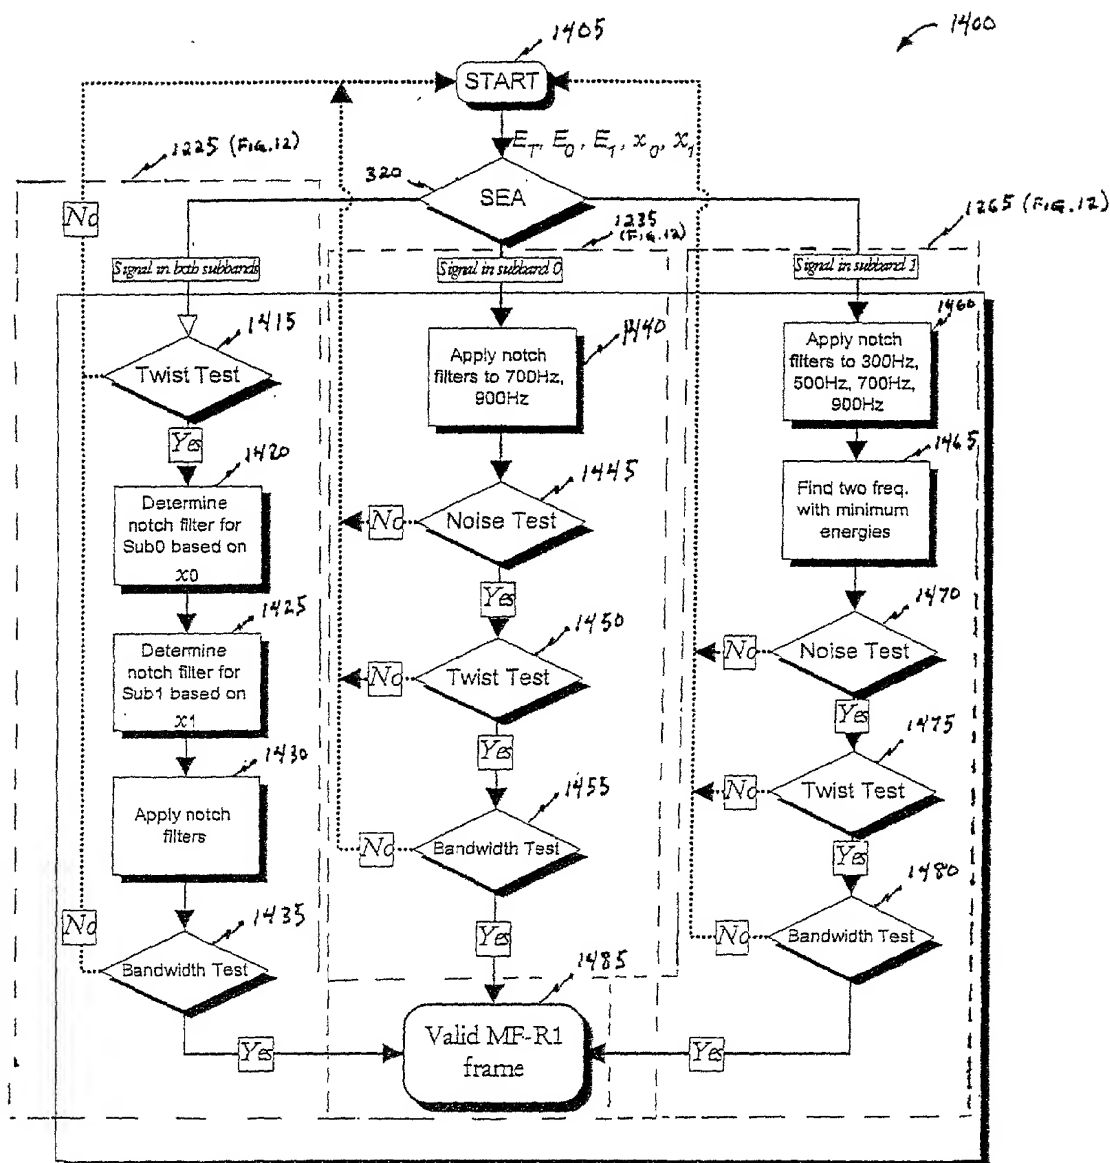 1400
1405
START
E_T, E_0, E_1, x_0, x_1
320
SEA
1225 (FIG.12)
1235
(FIG.12)
1265 (FIG.12)
No
Signal in both subbands
Signal in subband 0
Signal in subband 1
1415
Twist Test
Yes
1420
Determine
notch filter for
Sub0 based on
x0
1425
Determine
notch filter for
Sub1 based on
x1
1430
Apply notch
filters
No
1435
Bandwidth Test
Yes
1440
Apply notch
filters to 700Hz,
900Hz
1445
No
Noise Test
Yes
1450
No
Twist Test
Yes
1455
No
Bandwidth Test
Yes
1460
Apply notch
filters to 300Hz,
500Hz, 700Hz,
900Hz
1465
Find two freq.
with minimum
energies
1470
No
Noise Test
Yes
1475
No
Twist Test
Yes
1480
No
Bandwidth Test
Yes
1485
Valid MF-R1
frame